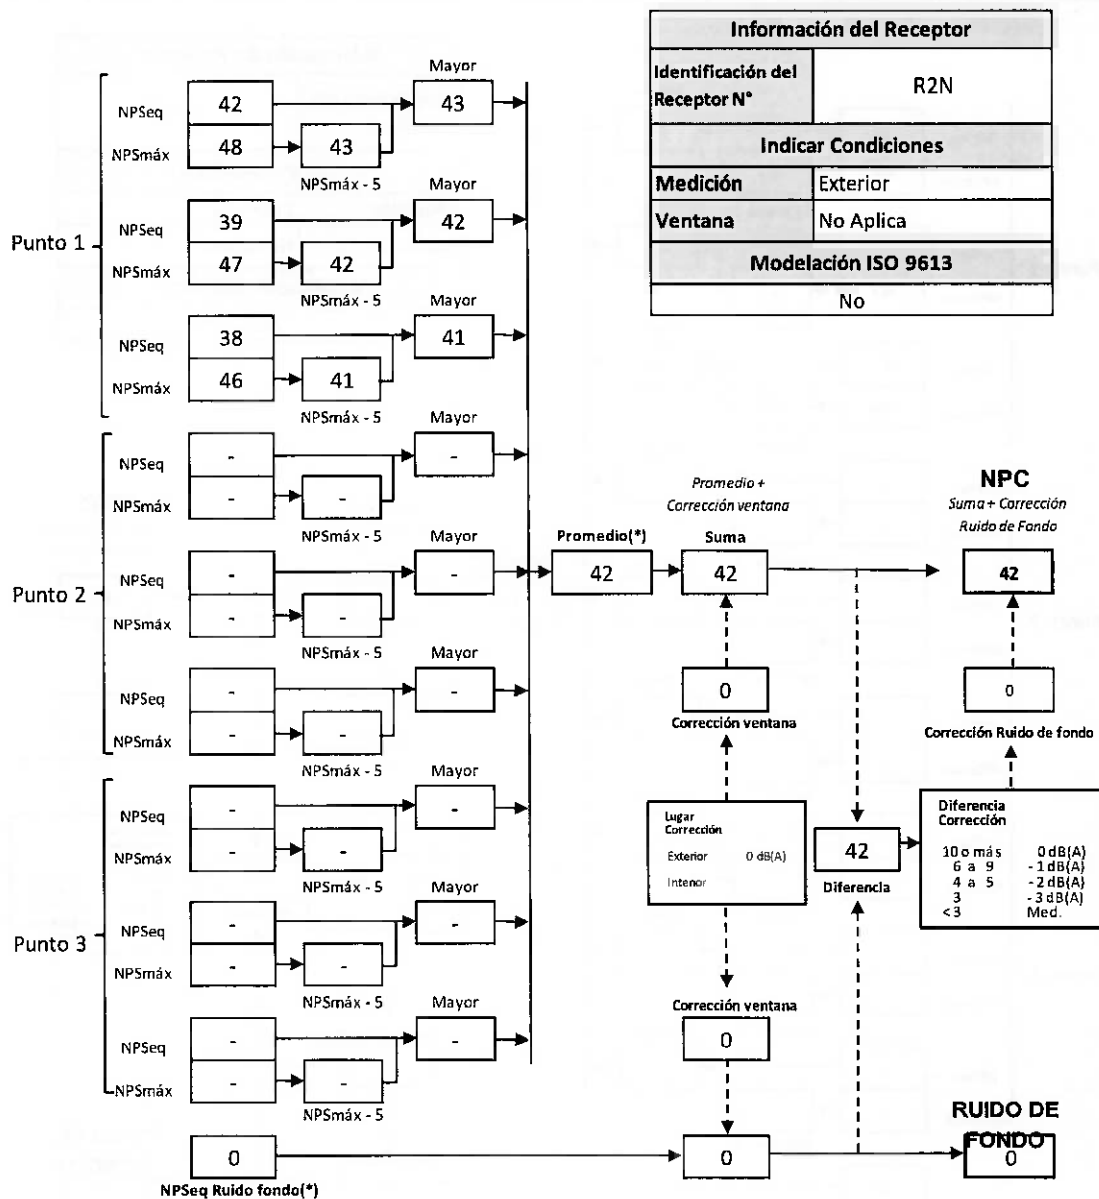 Información del Receptor
Identificación del Receptor N°
R2N
Indicar Condiciones
Medición
Exterior
Ventana
No Aplica
Modelación ISO 9613
No
Punto 1
Mayor
NPSeq
42
43
NPSmáx
48
43
NPSmáx - 5
Mayor
NPSeq
39
42
NPSmáx
47
42
NPSmáx - 5
Mayor
NPSeq
38
41
NPSmáx
46
41
NPSmáx - 5
Punto 2
Mayor
NPSeq
-
-
NPSmáx
-
-
NPSmáx - 5
Mayor
NPSeq
-
-
NPSmáx
-
-
NPSmáx - 5
Mayor
NPSeq
-
-
NPSmáx
-
-
NPSmáx - 5
Punto 3
Mayor
NPSeq
-
-
NPSmáx
-
-
NPSmáx - 5
Mayor
NPSeq
-
-
NPSmáx
-
-
NPSmáx - 5
Mayor
NPSeq
-
-
NPSmáx
-
-
NPSmáx - 5
0
NPSeq Ruido fondo(*)
Promedio(*)
42
Promedio +
Corrección ventana
Suma
42
0
Corrección ventana
Lugar
Corrección
Exterior 0 dB(A)
Interior
Corrección ventana
0
0
42
Diferencia
NPC
Suma + Corrección
Ruido de Fondo
42
0
Corrección Ruido de fondo
Diferencia
Corrección
10 o más 0 dB(A)
6 a 9 - 1 dB(A)
4 a 5 - 2 dB(A)
3 - 3 dB(A)
<3 Med.
RUIDO DE
FONDO
0